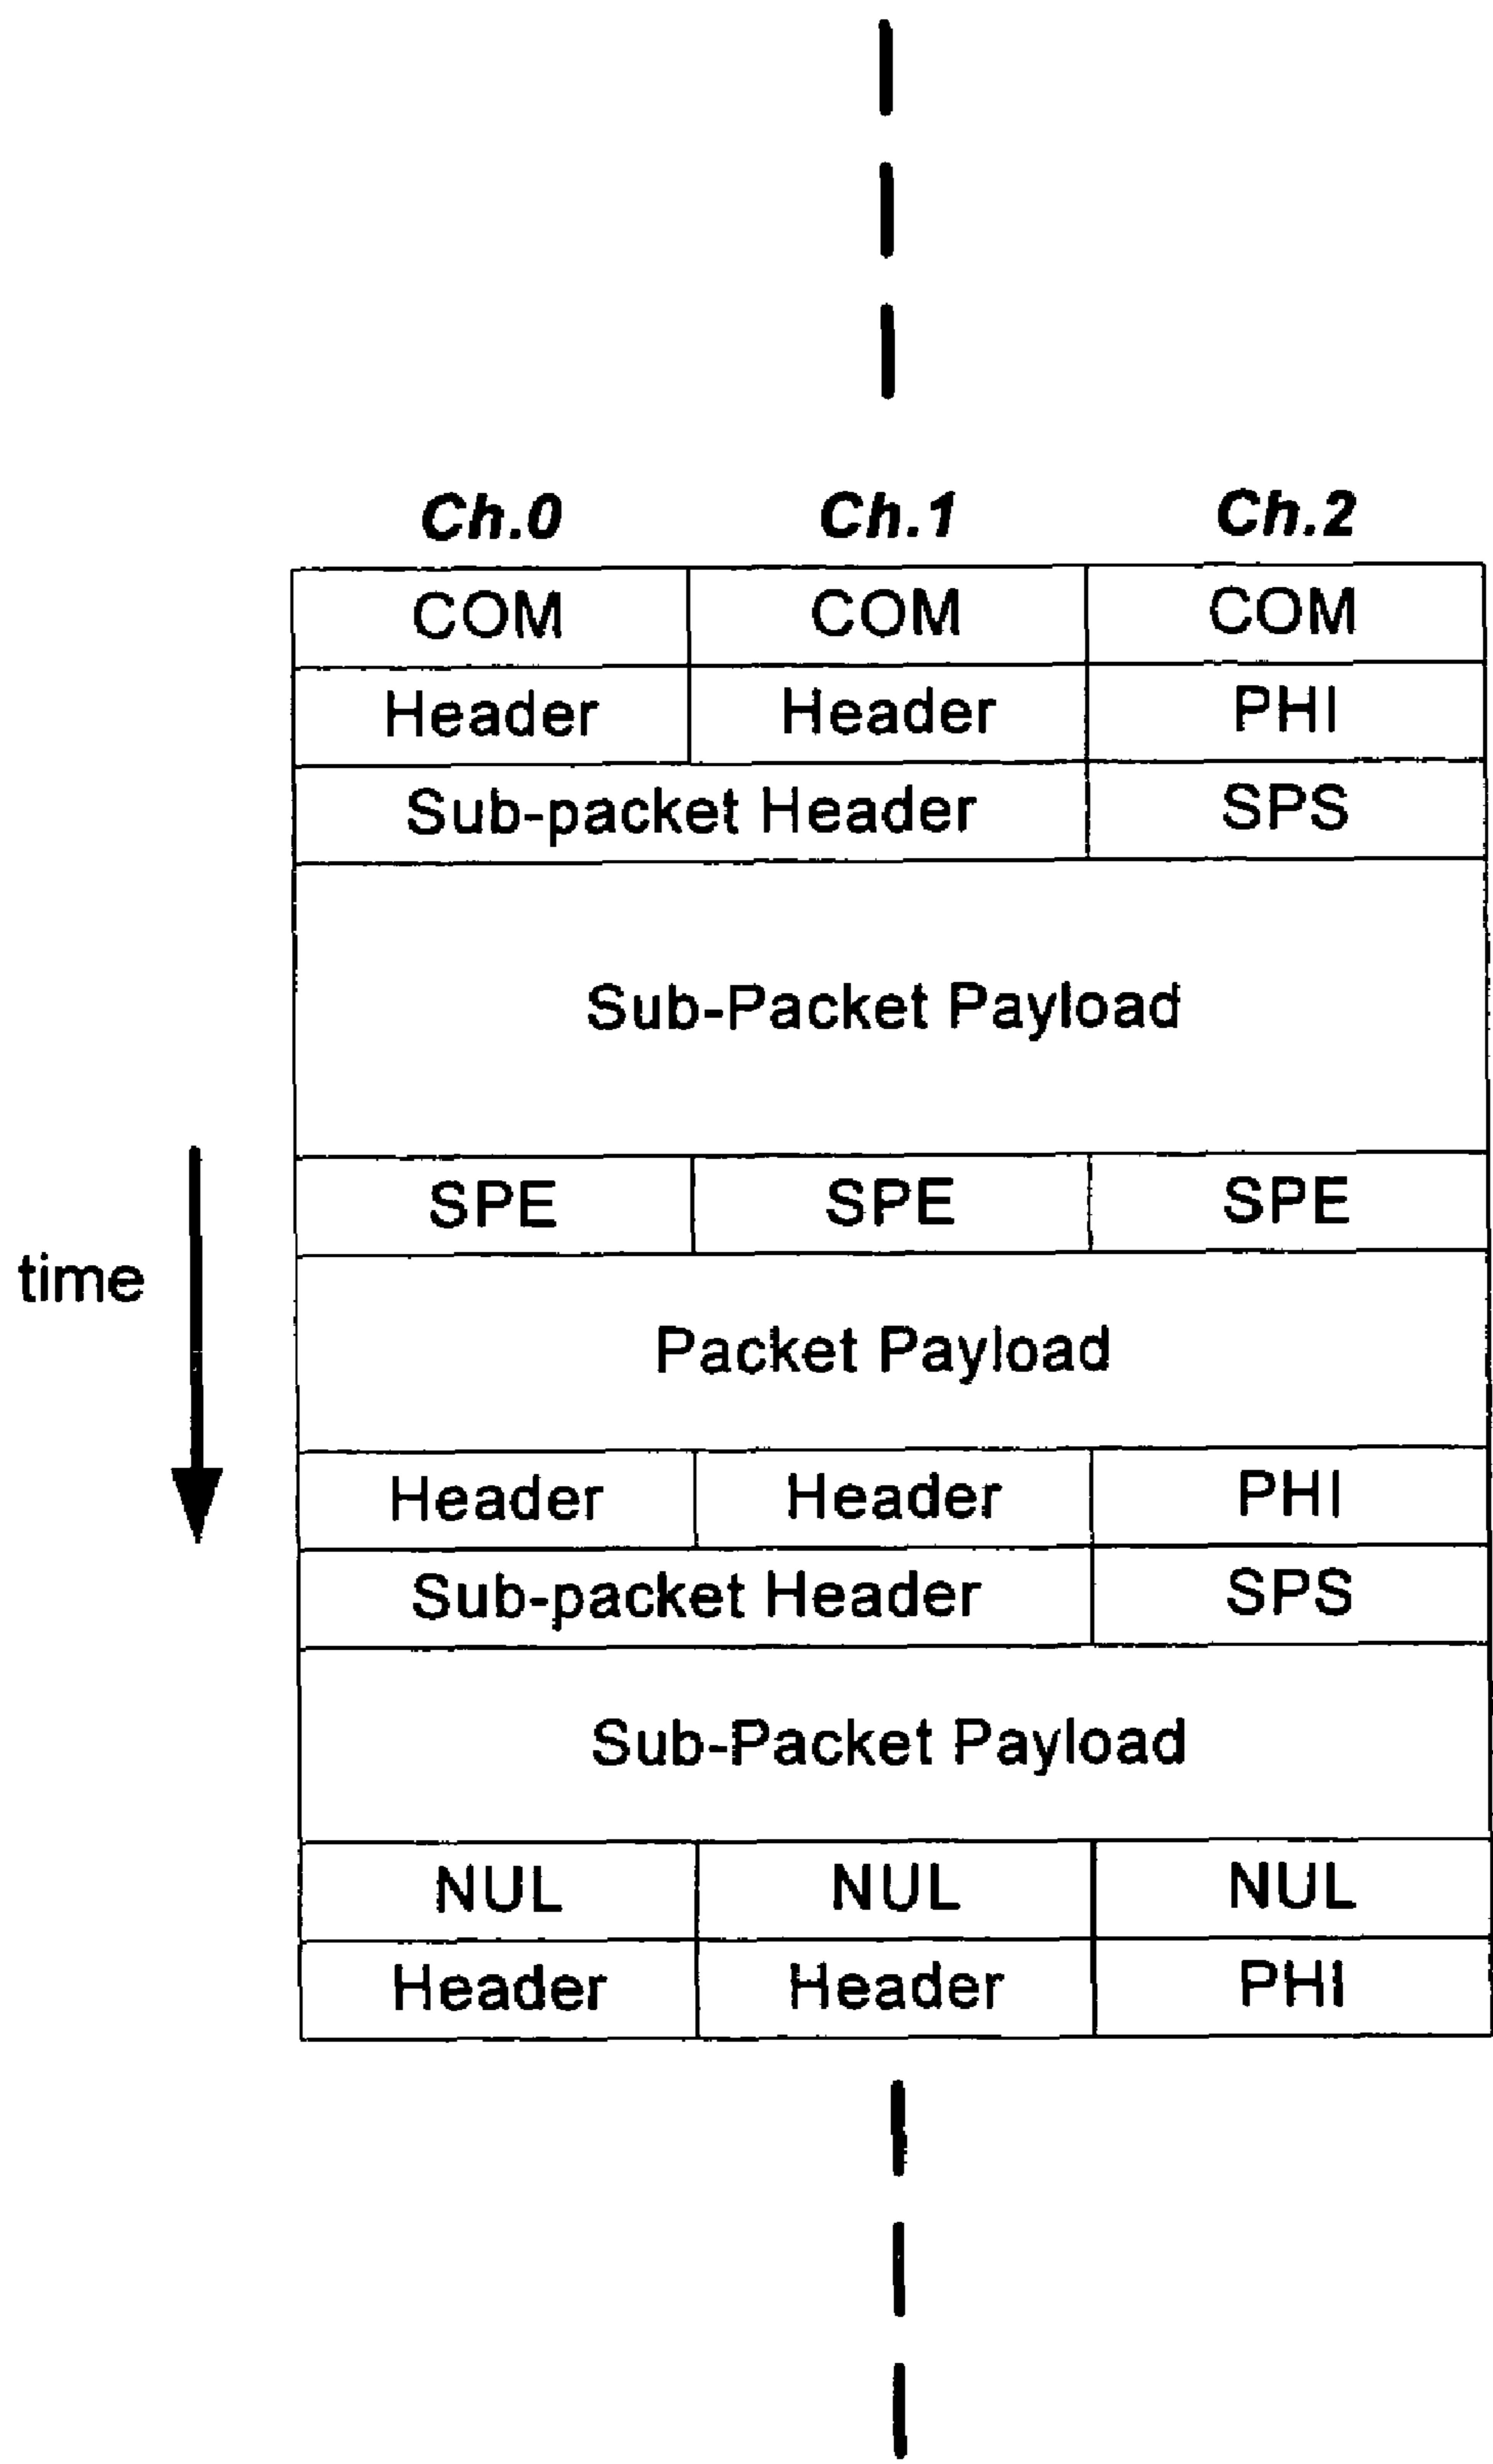 Ch.0 Ch.1 Ch.2
COM COM COM
Header Header PHI
Sub-packet Header SPS
Sub-Packet Payload
SPE SPE SPE
time
Packet Payload
Header Header PHI
Sub-packet Header SPS
Sub-Packet Payload
NUL NUL NUL
Header Header PHI